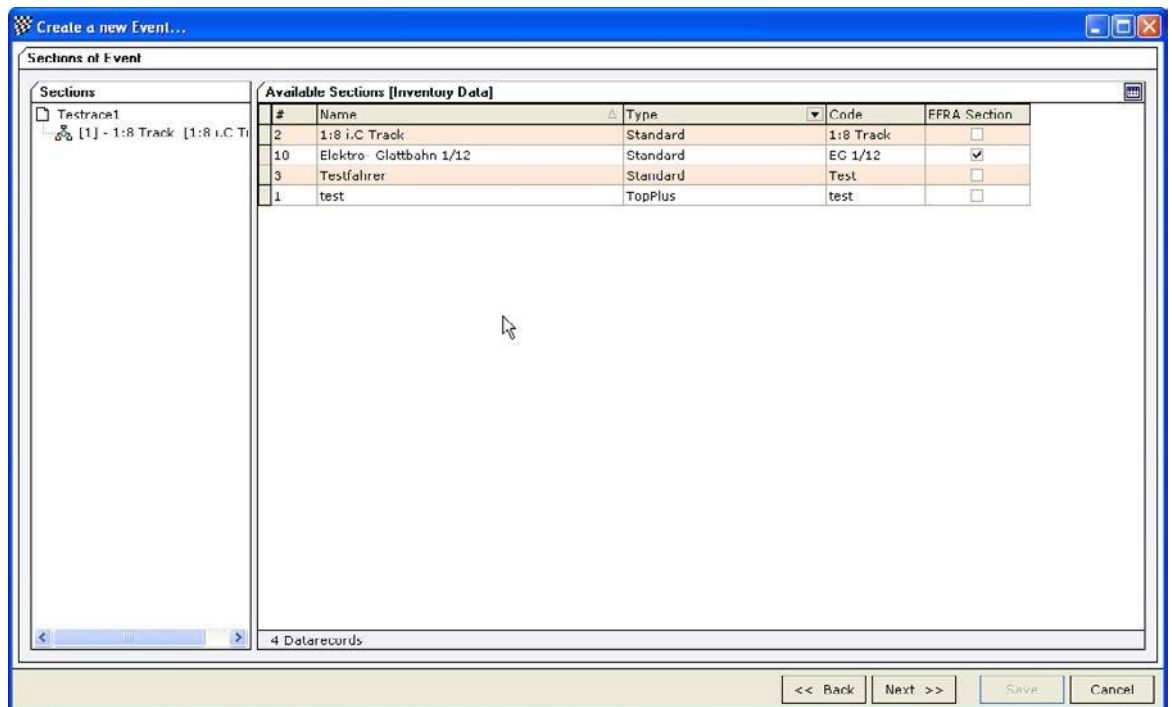 Create a new Event...
Sections of Event
Sections
Testrace1
[1] - 1:8 Track [1:8 i.C Tr
Available Sections [Inventory Data]
# Name Type Code EFRA Section
2 1:8 i.C Track Standard 1:8 Track
10 Elektro- Glattbahn 1/12 Standard EG 1/12
3 Testfahrer Standard Test
1 test TopPlus test
4 Datarecords
<< Back Next >> Save Cancel